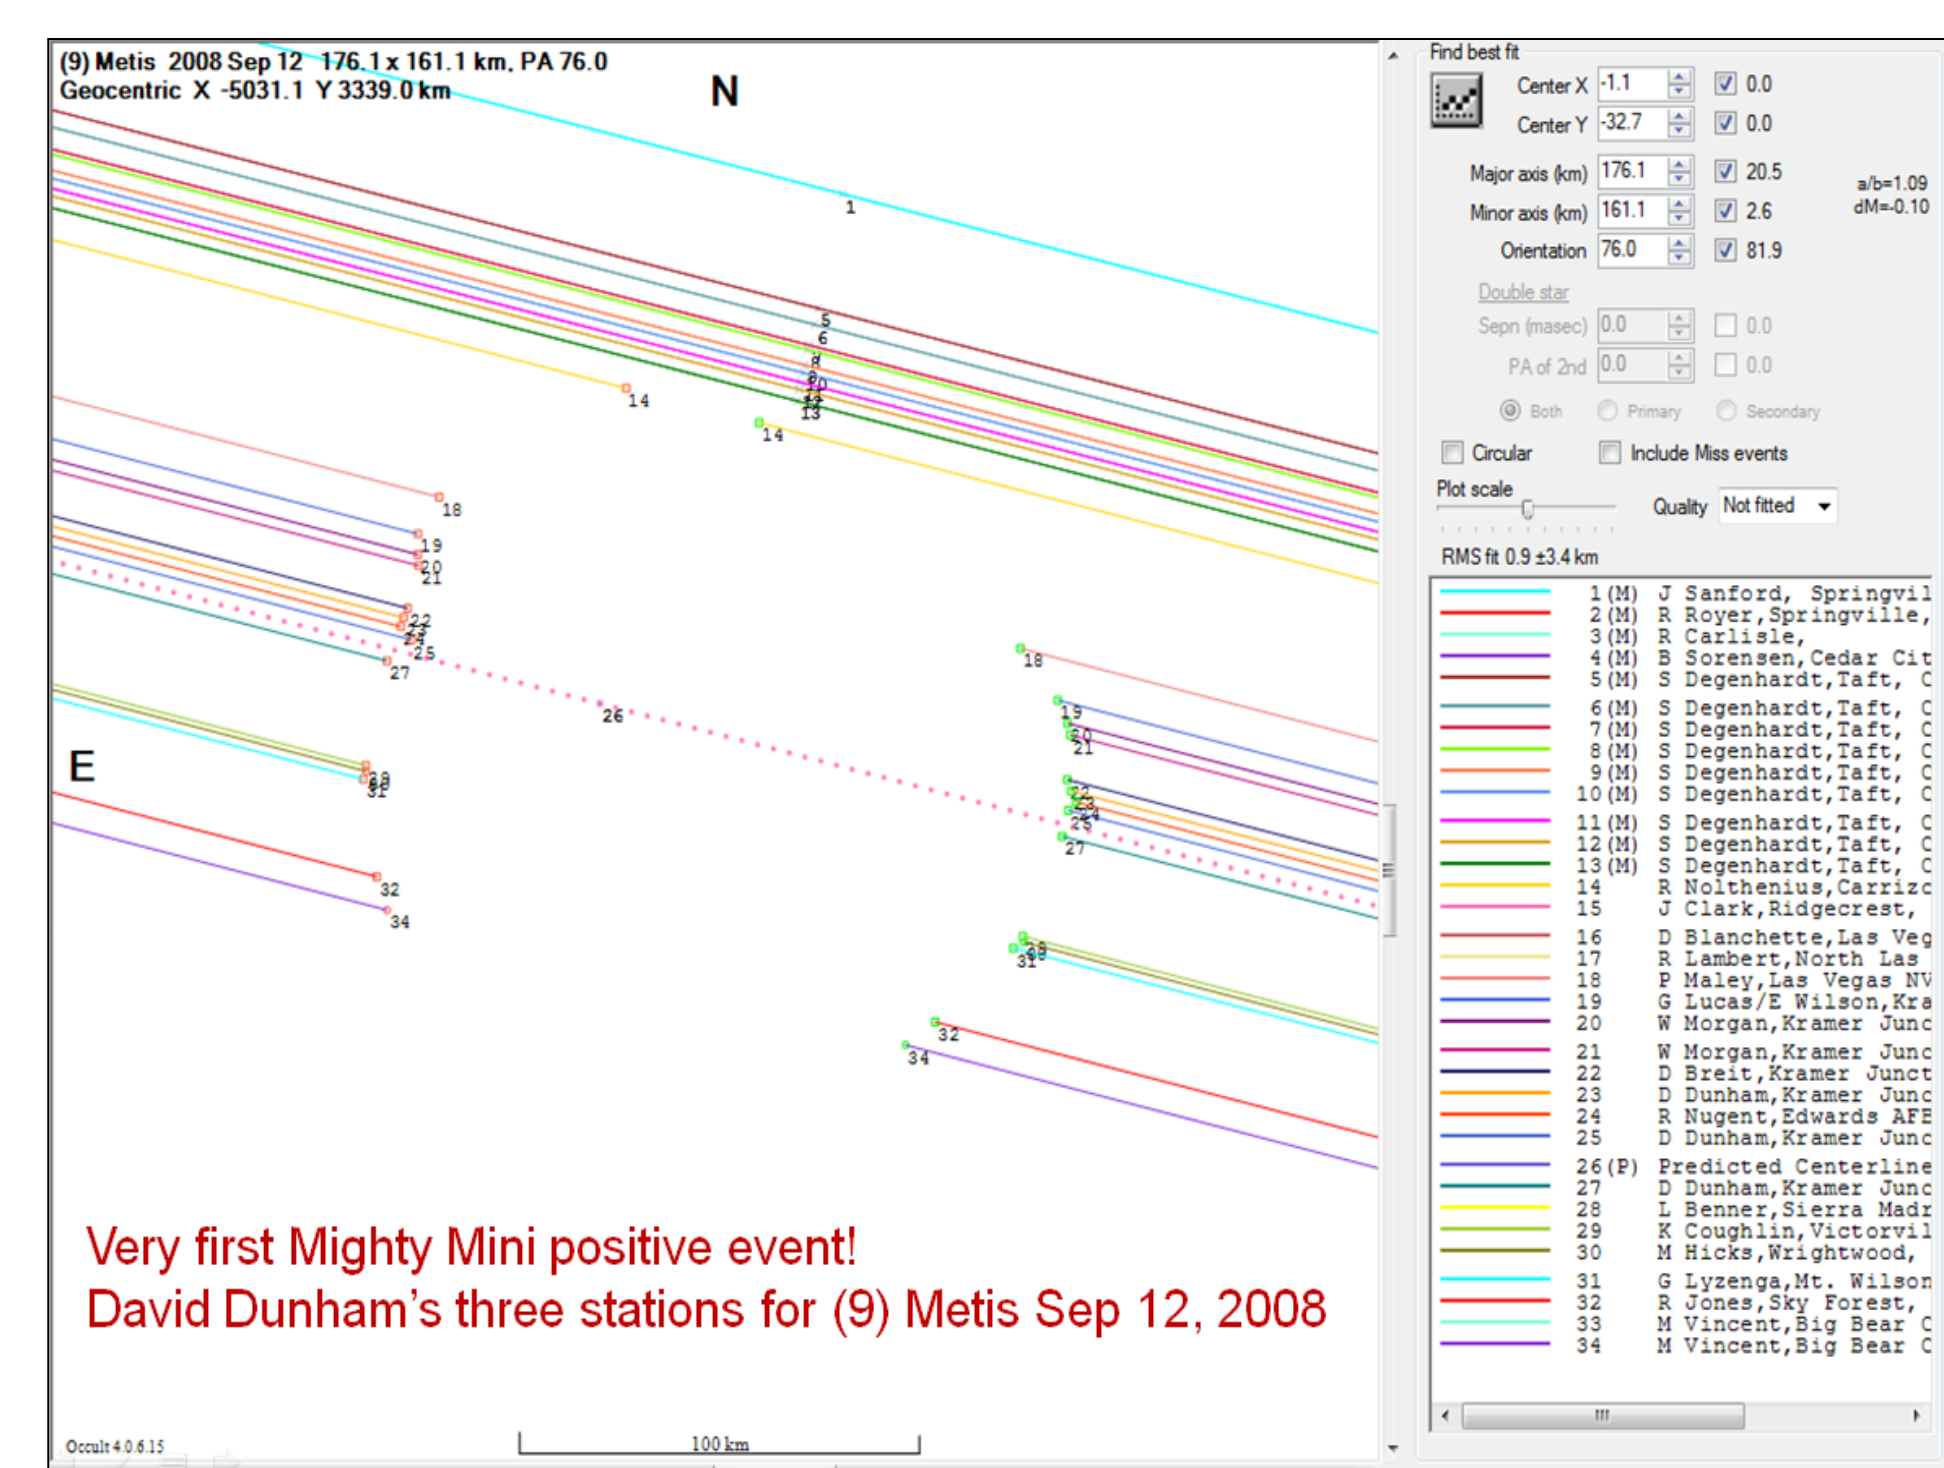 (9) Metis 2008 Sep 12 176.1 x 161.1 km, PA 76.0
Geocentric X -5031.1 Y 3339.0 km
N
1
5
6
8
10
13
14
14
18
19
20
21
22
25
27
26
E
31
32
34
18
19
20
21
25
27
31
32
34
Very first Mighty Mini positive event!
David Dunham's three stations for (9) Metis Sep 12, 2008
Occult 4.0.6.15
100 km
Find best fit
Center X -1.1 0.0
Center Y -32.7 0.0
Major axis (km) 176.1 20.5
Minor axis (km) 161.1 2.6
a/b=1.09
dM=-0.10
Orientation 76.0 81.9
Double star
Sepn (masec) 0.0 0.0
PA of 2nd 0.0 0.0
Both Primary Secondary
Circular Include Miss events
Plot scale
Quality Not fitted
RMS fit 0.9 ±3.4 km
1(M) J Sanford, Springvil
2(M) R Royer,Springville,
3(M) R Carlisle,
4(M) B Sorensen,Cedar Cit
5(M) S Degenhardt,Taft, C
6(M) S Degenhardt,Taft, C
7(M) S Degenhardt,Taft, C
8(M) S Degenhardt,Taft, C
9(M) S Degenhardt,Taft, C
10(M) S Degenhardt,Taft, C
11(M) S Degenhardt,Taft, C
12(M) S Degenhardt,Taft, C
13(M) S Degenhardt,Taft, C
14 R Nolthenius,Carrizo
15 J Clark,Ridgecrest,
16 D Blanchette,Las Veg
17 R Lambert,North Las
18 P Maley,Las Vegas NV
19 G Lucas/E Wilson,Kra
20 W Morgan,Kramer Junc
21 W Morgan,Kramer Junc
22 D Breit,Kramer Junct
23 D Dunham,Kramer Junc
24 R Nugent,Edwards AFB
25 D Dunham,Kramer Junc
26(P) Predicted Centerline
27 D Dunham,Kramer Junc
28 L Benner,Sierra Madr
29 K Coughlin,Victorvil
30 M Hicks,Wrightwood,
31 G Lyzenga,Mt. Wilson
32 R Jones,Sky Forest,
33 M Vincent,Big Bear C
34 M Vincent,Big Bear C